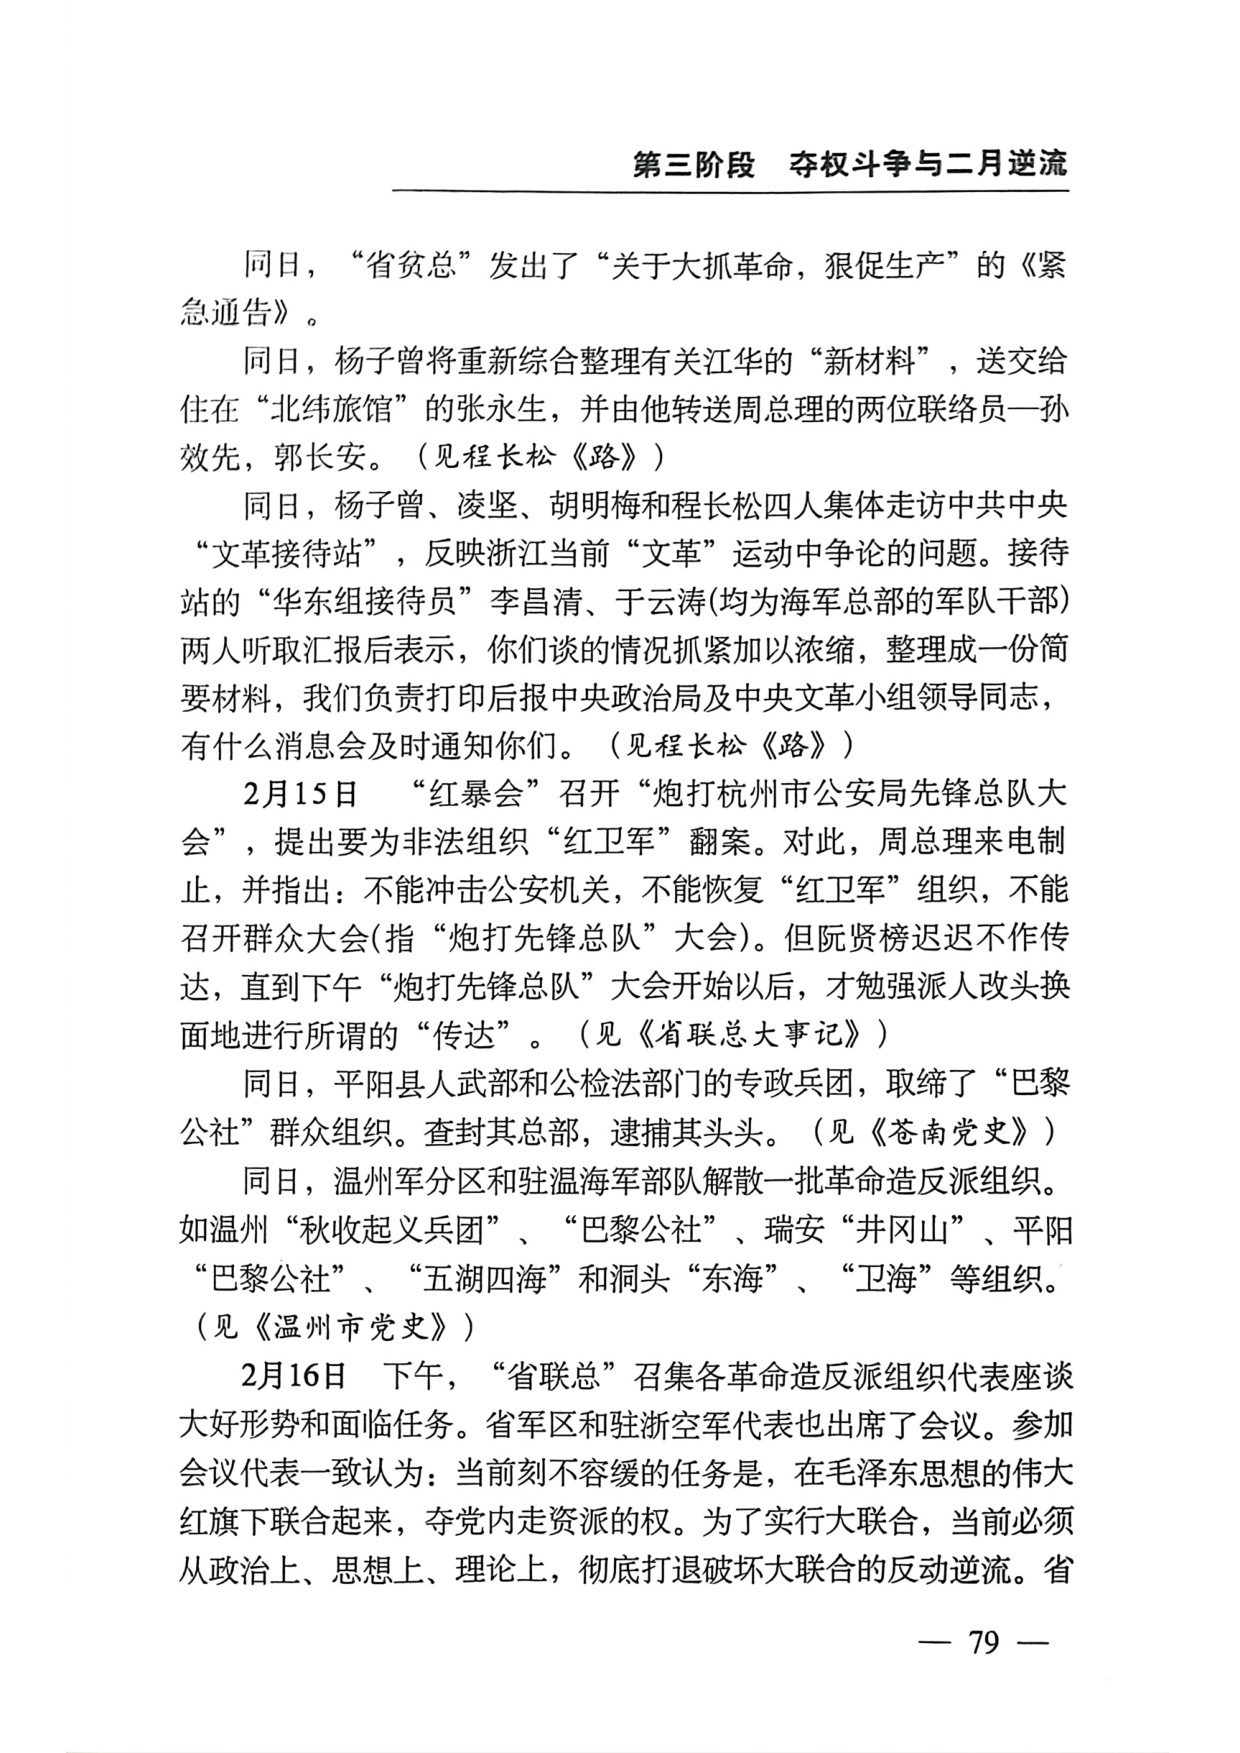 第三阶段　夺权斗争与二月逆流
同日，“省贫总”发出了“关于大抓革命，狠促生产”的《紧
急通告》。
同日，杨子曾将重新综合整理有关江华的“新材料”，送交给
住在“北纬旅馆”的张永生，并由他转送周总理的两位联络员—孙
效先，郭长安。（见程长松《路》）
同日，杨子曾、凌坚、胡明梅和程长松四人集体走访中共中央
“文革接待站”，反映浙江当前“文革”运动中争论的问题。接待
站的“华东组接待员”李昌清、于云涛(均为海军总部的军队干部)
两人听取汇报后表示，你们谈的情况抓紧加以浓缩，整理成一份简
要材料，我们负责打印后报中央政治局及中央文革小组领导同志，
有什么消息会及时通知你们。（见程长松《路》）
2月15日　“红暴会”召开“炮打杭州市公安局先锋总队大
会”，提出要为非法组织“红卫军”翻案。对此，周总理来电制
止，并指出：不能冲击公安机关，不能恢复“红卫军”组织，不能
召开群众大会(指“炮打先锋总队”大会)。但阮贤榜迟迟不作传
达，直到下午“炮打先锋总队”大会开始以后，才勉强派人改头换
面地进行所谓的“传达”。（见《省联总大事记》）
同日，平阳县人武部和公检法部门的专政兵团，取缔了“巴黎
公社”群众组织。查封其总部，逮捕其头头。（见《苍南党史》）
同日，温州军分区和驻温海军部队解散一批革命造反派组织。
如温州“秋收起义兵团”、“巴黎公社”、瑞安“井冈山”、平阳
“巴黎公社”、“五湖四海”和洞头“东海”、“卫海”等组织。
（见《温州市党史》）
2月16日　下午，“省联总”召集各革命造反派组织代表座谈
大好形势和面临任务。省军区和驻浙空军代表也出席了会议。参加
会议代表一致认为：当前刻不容缓的任务是，在毛泽东思想的伟大
红旗下联合起来，夺党内走资派的权。为了实行大联合，当前必须
从政治上、思想上、理论上，彻底打退破坏大联合的反动逆流。省
— 79 —